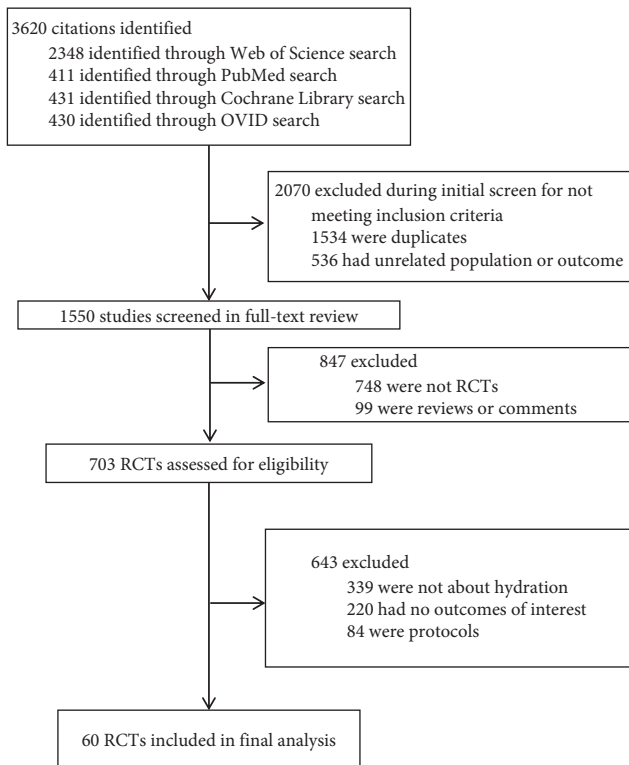 3620 citations identified
2348 identified through Web of Science search
411 identified through PubMed search
431 identified through Cochrane Library search
430 identified through OVID search
2070 excluded during initial screen for not
meeting inclusion criteria
1534 were duplicates
536 had unrelated population or outcome
1550 studies screened in full-text review
847 excluded
748 were not RCTs
99 were reviews or comments
703 RCTs assessed for eligibility
643 excluded
339 were not about hydration
220 had no outcomes of interest
84 were protocols
60 RCTs included in final analysis